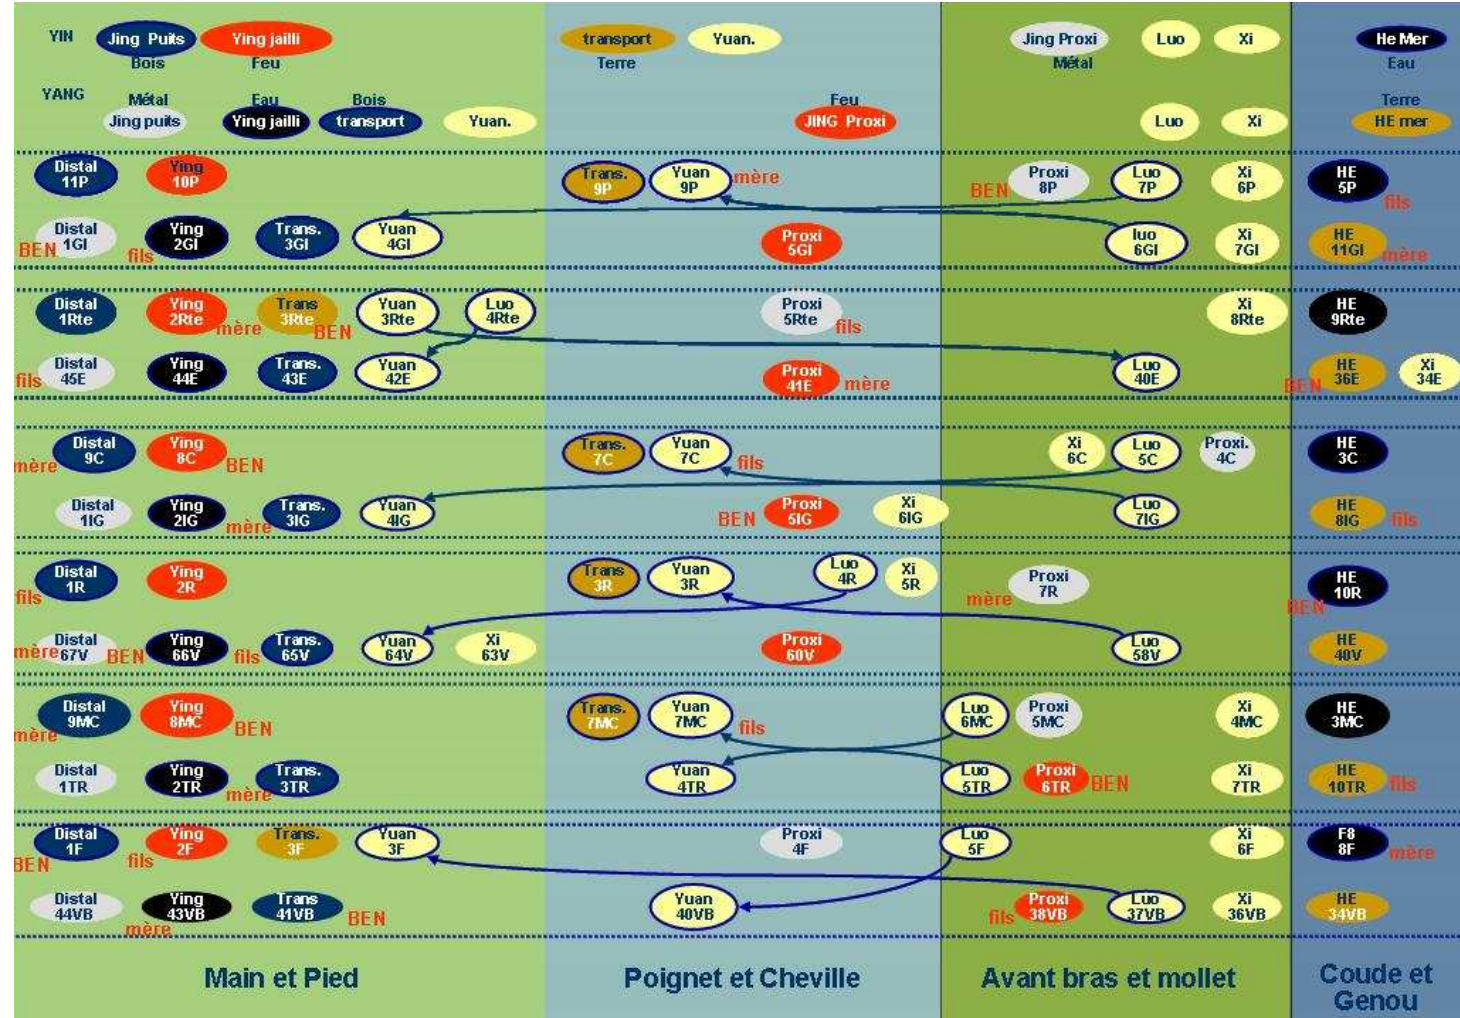 YIN
Jing Puits
Ying jailli
transport
Yuan.
Jing Proxi
Luo
Xi
He Mer
Bois
Feu
Terre
Métal
Eau
YANG
Métal
Eau
Bois
Feu
Terre
Jing puits
Ying jailli
transport
Yuan.
JING Proxi
Luo
Xi
HE mer
Distal
11P
Ying
10P
Trans.
9P
Yuan
9P
mère
BEN
Proxi
8P
Luo
7P
Xi
6P
HE
5P
fils
BEN
Distal
1GI
fils
Ying
2GI
Trans.
3GI
Yuan
4GI
Proxi
5GI
luo
6GI
Xi
7GI
HE
11GI
mère
Distal
1Rte
Ying
2Rte
mère
Trans
3Rte
BEN
Yuan
3Rte
Luo
4Rte
Proxi
5Rte
fils
Xi
8Rte
HE
9Rte
fils
Distal
45E
Ying
44E
Trans.
43E
Yuan
42E
Proxi
41E
mère
Luo
40E
BEN
HE
36E
Xi
34E
mère
Distal
9C
Ying
8C
BEN
Trans.
7C
Yuan
7C
fils
Xi
6C
Luo
5C
Proxi.
4C
HE
3C
Distal
1IG
Ying
2IG
mère
Trans.
3IG
Yuan
4IG
BEN
Proxi
5IG
Xi
6IG
Luo
7IG
HE
8IG
fils
fils
Distal
1R
Ying
2R
Trans
3R
Yuan
3R
Luo
4R
Xi
5R
mère
Proxi
7R
BEN
HE
10R
mère
Distal
67V
BEN
Ying
66V
fils
Trans.
65V
Yuan
64V
Xi
63V
Proxi
60V
Luo
58V
HE
40V
mère
Distal
9MC
Ying
8MC
BEN
Trans.
7MC
Yuan
7MC
fils
Luo
6MC
Proxi
5MC
Xi
4MC
HE
3MC
Distal
1TR
Ying
2TR
mère
Trans.
3TR
Yuan
4TR
Luo
5TR
Proxi
6TR
BEN
Xi
7TR
HE
10TR
fils
BEN
Distal
1F
fils
Ying
2F
Trans.
3F
Yuan
3F
Proxi
4F
Luo
5F
Xi
6F
F8
8F
mère
Distal
44VB
mère
Ying
43VB
Trans
41VB
BEN
Yuan
40VB
fils
Proxi
38VB
Luo
37VB
Xi
36VB
HE
34VB
Main et Pied
Poignet et Cheville
Avant bras et mollet
Coude et
Genou